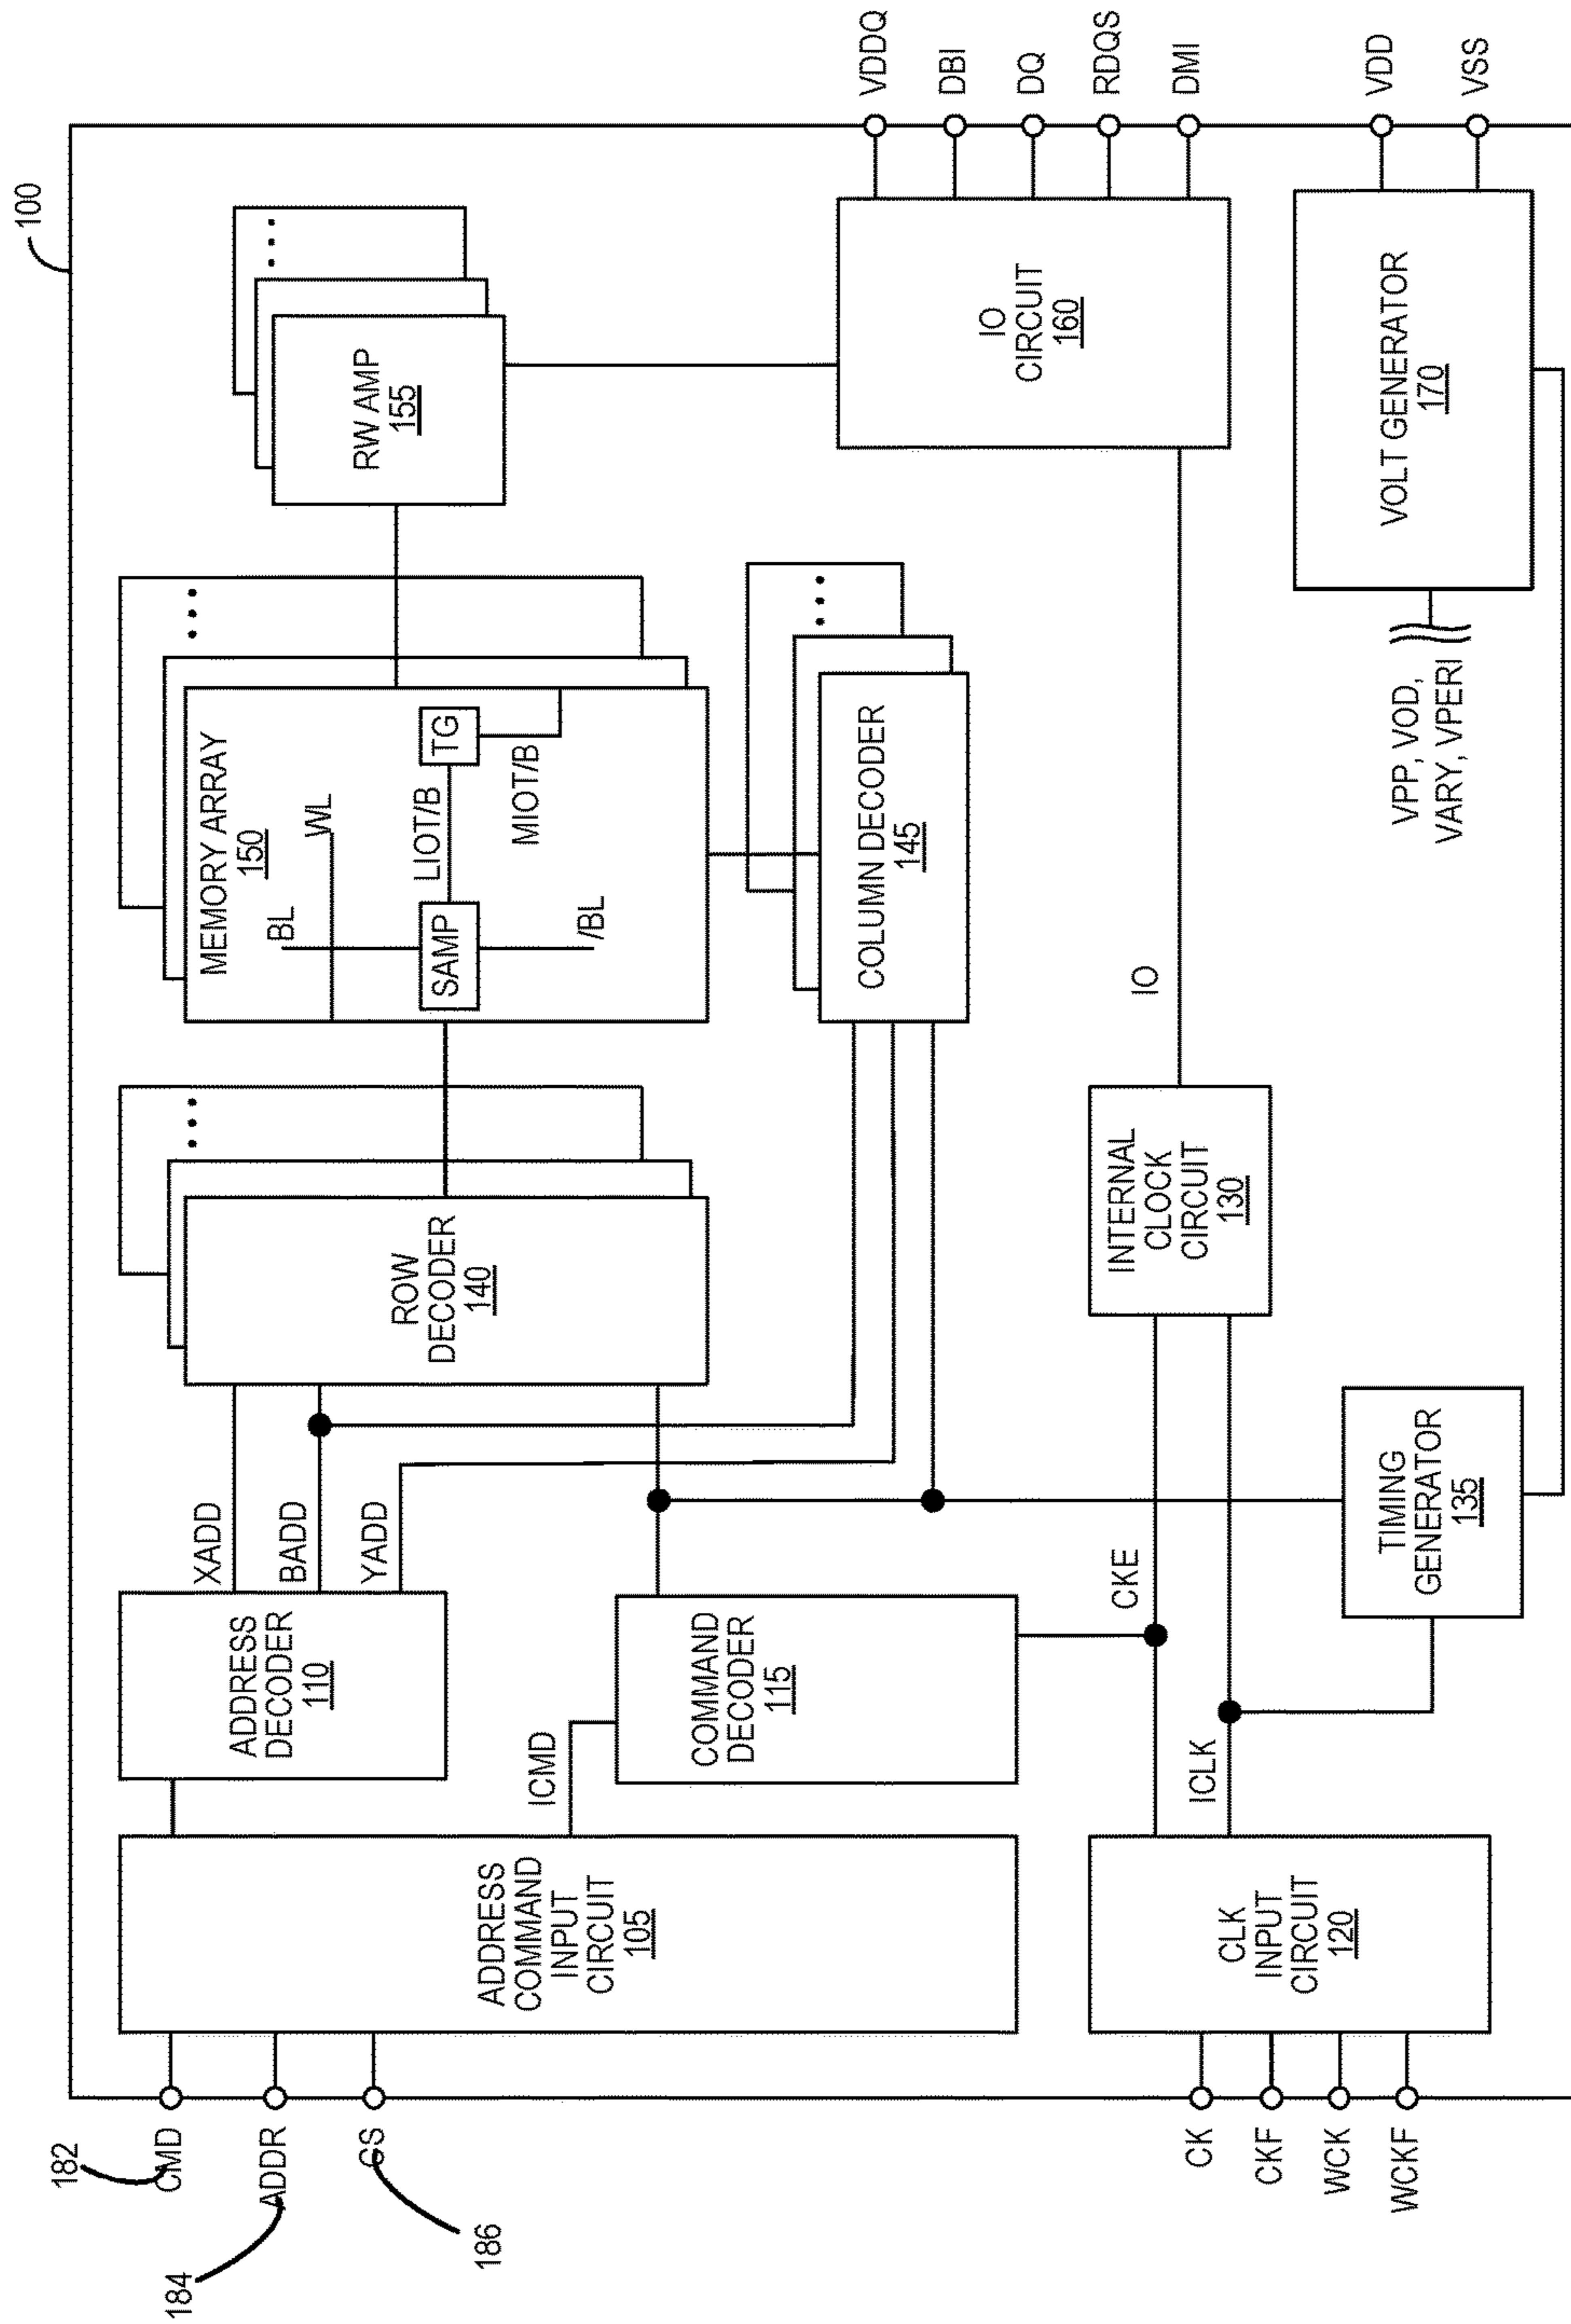 100
182
CMD
184
ADDR
CS
186
ADDRESS
COMMAND
INPUT
CIRCUIT
105
ADDRESS
DECODER
110
XADD
BADD
YADD
ICMD
COMMAND
DECODER
115
ROW
DECODER
140
...
MEMORY ARRAY
150
BL
WL
SAMP
/BL
LIOT/B
TG
MIOT/B
...
RW AMP
155
...
COLUMN DECODER
145
...
CK
CKF
WCK
WCKF
CLK
INPUT
CIRCUIT
120
CKE
ICLK
INTERNAL
CLOCK
CIRCUIT
130
IO
TIMING
GENERATOR
135
IO
CIRCUIT
160
VDDQ
DBI
DQ
RDQS
DMI
VPP, VOD,
VARY, VPERI
VOLT GENERATOR
170
VDD
VSS